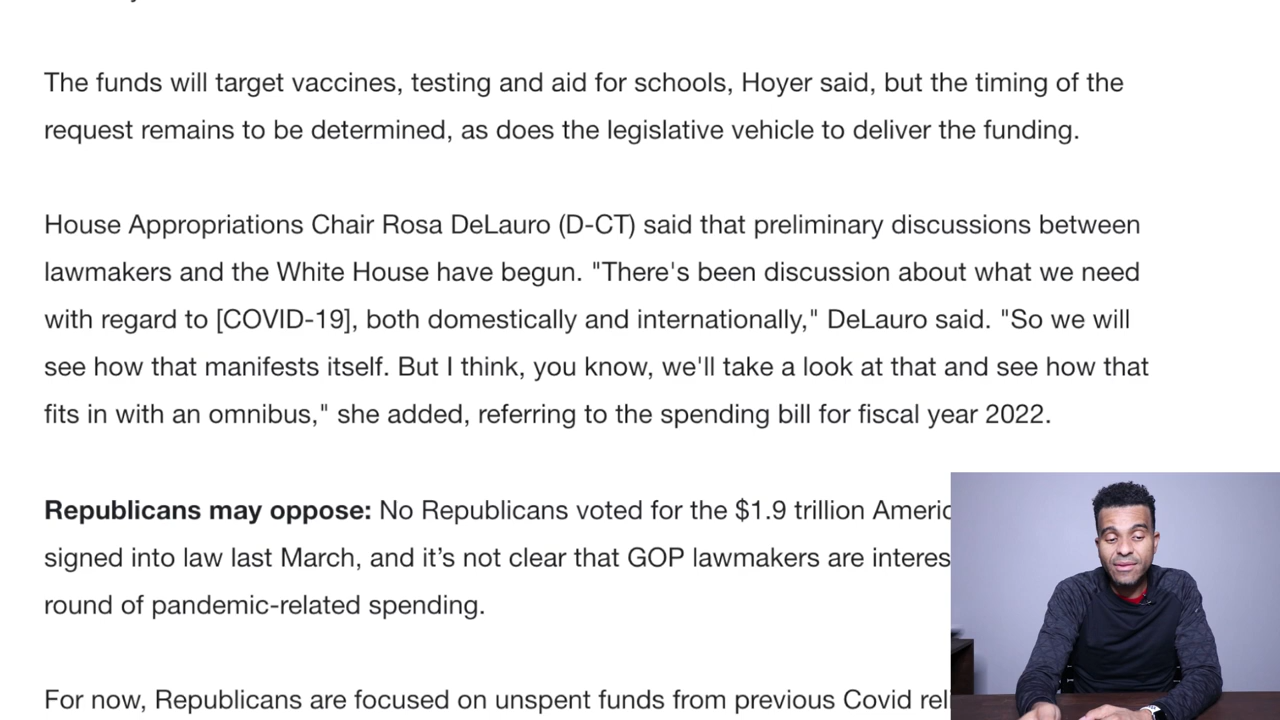 The funds will target vaccines, testing and aid for schools, Hoyer said, but the timing of the
request remains to be determined, as does the legislative vehicle to deliver the funding.
House Appropriations Chair Rosa DeLauro (D-CT) said that preliminary discussions between
lawmakers and the White House have begun. "There's been discussion about what we need
with regard to [COVID-19], both domestically and internationally," DeLauro said. "So we will
see how that manifests itself. But I think, you know, we'll take a look at that and see how that
fits in with an omnibus," she added, referring to the spending bill for fiscal year 2022.
Republicans may oppose: No Republicans voted for the $1.9 trillion Americ
signed into law last March, and it’s not clear that GOP lawmakers are interes
round of pandemic-related spending.
For now, Republicans are focused on unspent funds from previous Covid reli